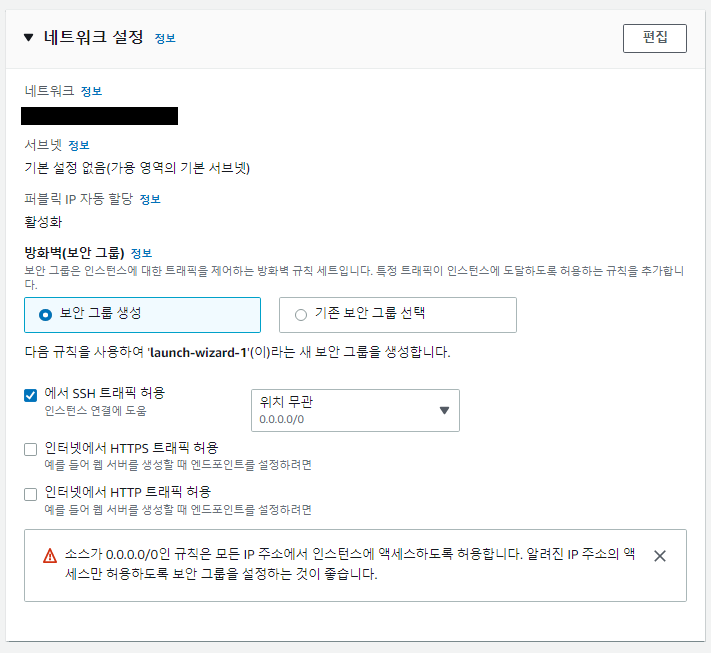 네트워크 설정 정보 편집
네트워크 정보
서브넷 정보
기본 설정 없음(가용 영역의 기본 서브넷)
퍼블릭 IP 자동 할당 정보
활성화
방화벽(보안 그룹) 정보
보안 그룹은 인스턴스에 대한 트래픽을 제어하는 방화벽 규칙 세트입니다. 특정 트래픽이 인스턴스에 도달하도록 허용하는 규칙을 추가합니
다.
보안 그룹 생성 기존 보안 그룹 선택
다음 규칙을 사용하여 'launch-wizard-1'(이)라는 새 보안 그룹을 생성합니다.
에서 SSH 트래픽 허용
인스턴스 연결에 도움
위치 무관
0.0.0.0/0
인터넷에서 HTTPS 트래픽 허용
예를 들어 웹 서버를 생성할 때 엔드포인트를 설정하려면
인터넷에서 HTTP 트래픽 허용
예를 들어 웹 서버를 생성할 때 엔드포인트를 설정하려면
소스가 0.0.0.0/0인 규칙은 모든 IP 주소에서 인스턴스에 액세스하도록 허용합니다. 알려진 IP 주소의 액
세스만 허용하도록 보안 그룹을 설정하는 것이 좋습니다.